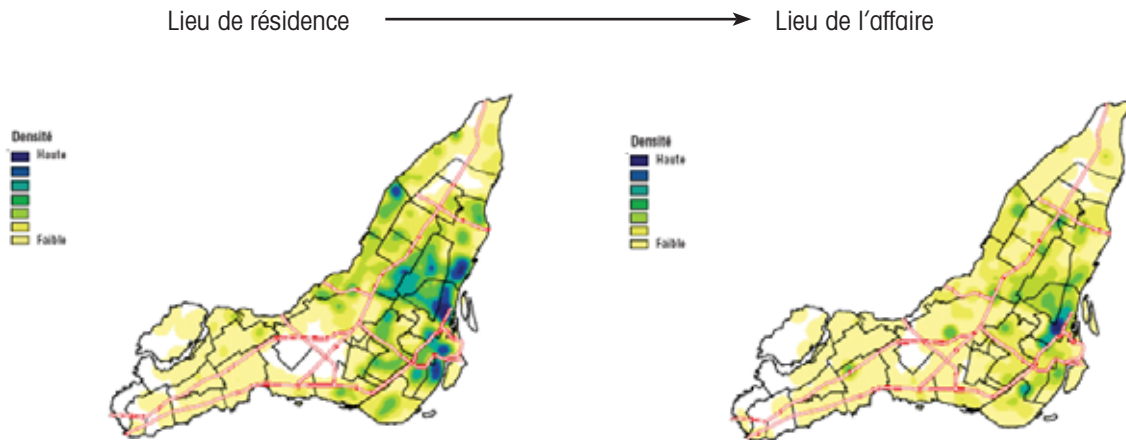 Lieu de résidence
Lieu de l'affaire
Densité
Haute
Faible
Densité
Haute
Faible